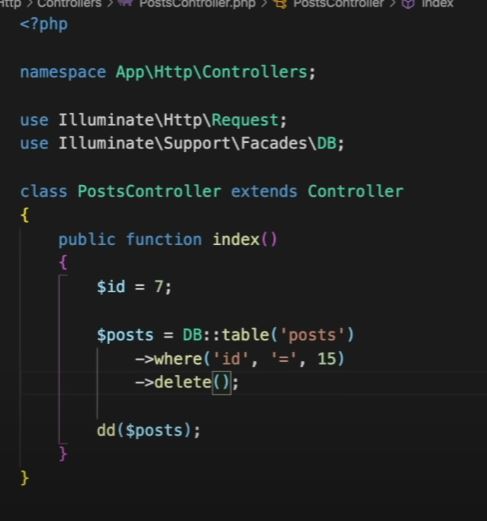 Http > Controllers > PostsController.php > PostsController > index
<?php
namespace App\Http\Controllers;
use Illuminate\Http\Request;
use Illuminate\Support\Facades\DB;
class PostsController extends Controller
{
    public function index()
    {
        $id = 7;
        $posts = DB::table('posts')
            ->where('id', '=', 15)
            ->delete();
        dd($posts);
    }
}